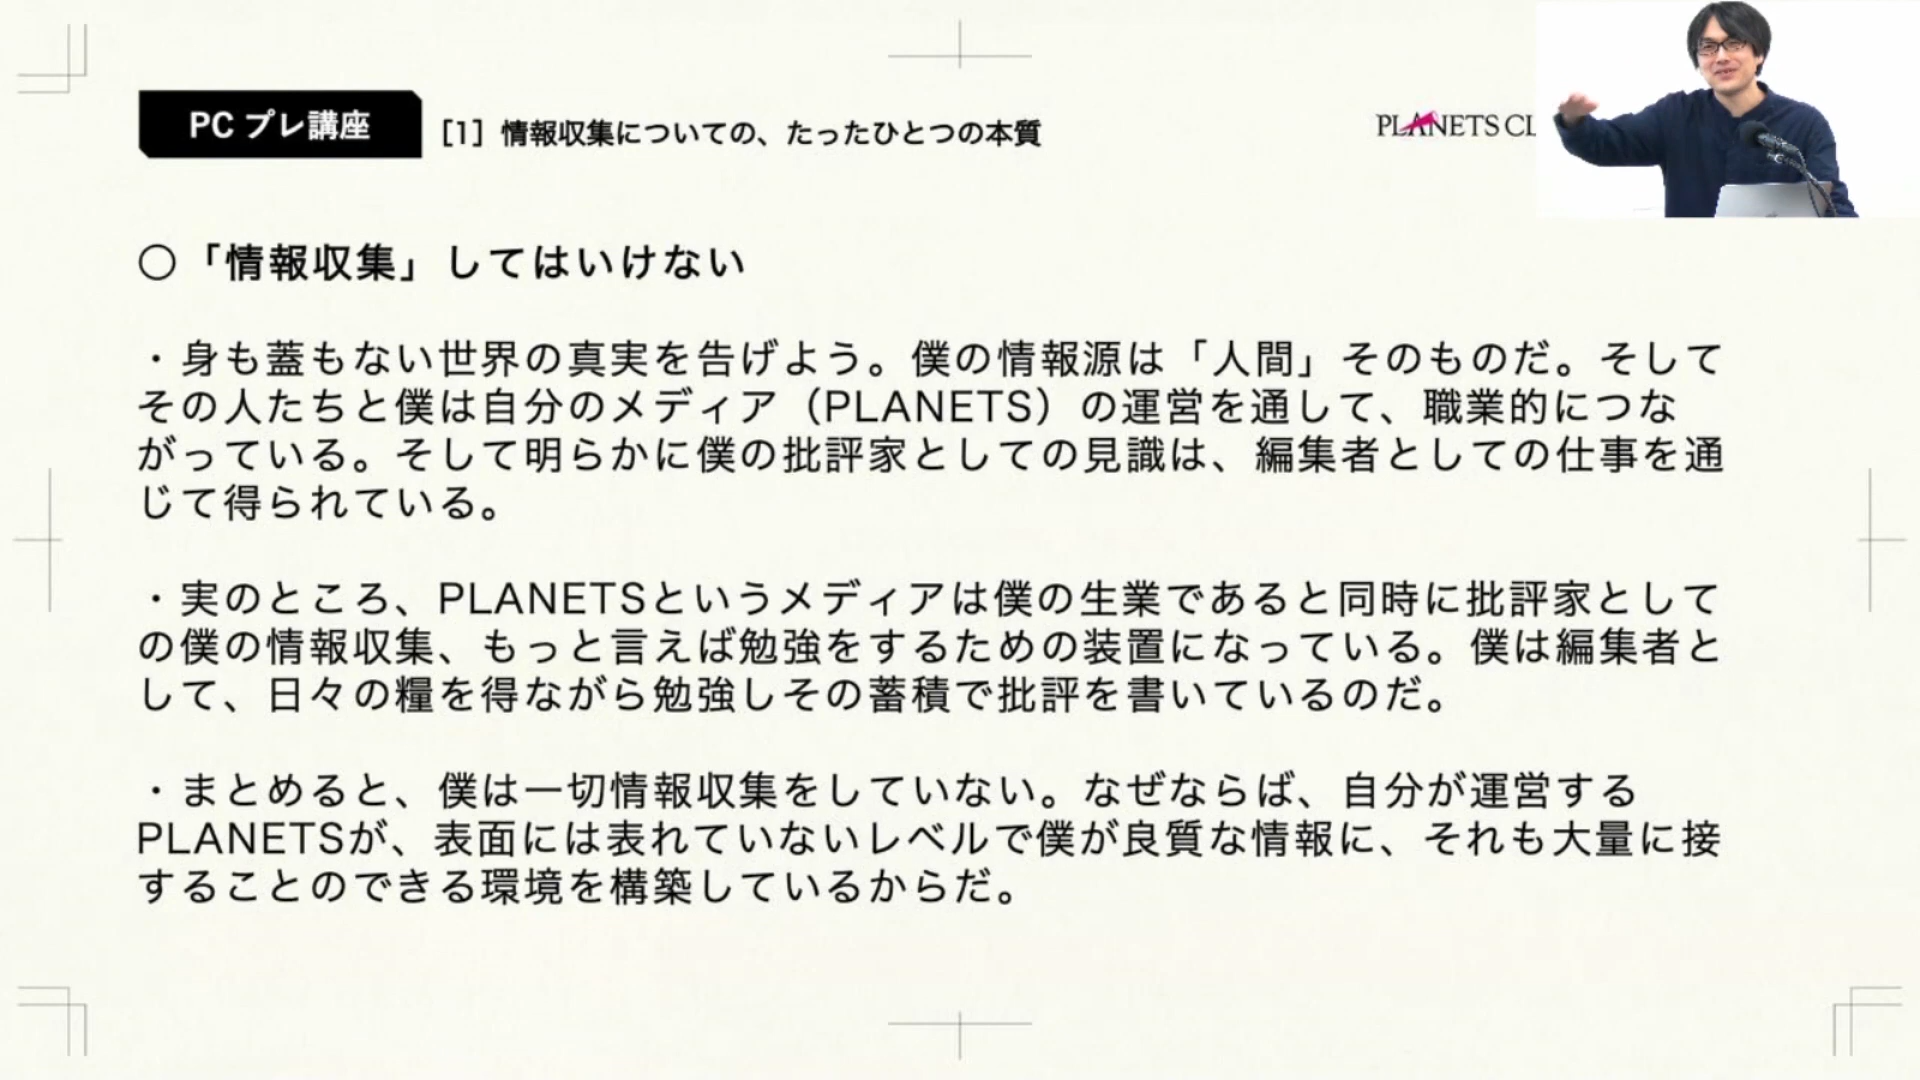 PC プレ講座
［1］情報収集についての、たったひとつの本質
PLANETS CL
〇「情報収集」してはいけない
・身も蓋もない世界の真実を告げよう。僕の情報源は「人間」そのものだ。そして
その人たちと僕は自分のメディア（PLANETS）の運営を通して、職業的につな
がっている。そして明らかに僕の批評家としての見識は、編集者としての仕事を通
じて得られている。
・実のところ、PLANETSというメディアは僕の生業であると同時に批評家として
の僕の情報収集、もっと言えば勉強をするための装置になっている。僕は編集者と
して、日々の糧を得ながら勉強しその蓄積で批評を書いているのだ。
・まとめると、僕は一切情報収集をしていない。なぜならば、自分が運営する
PLANETSが、表面には表れていないレベルで僕が良質な情報に、それも大量に接
することのできる環境を構築しているからだ。